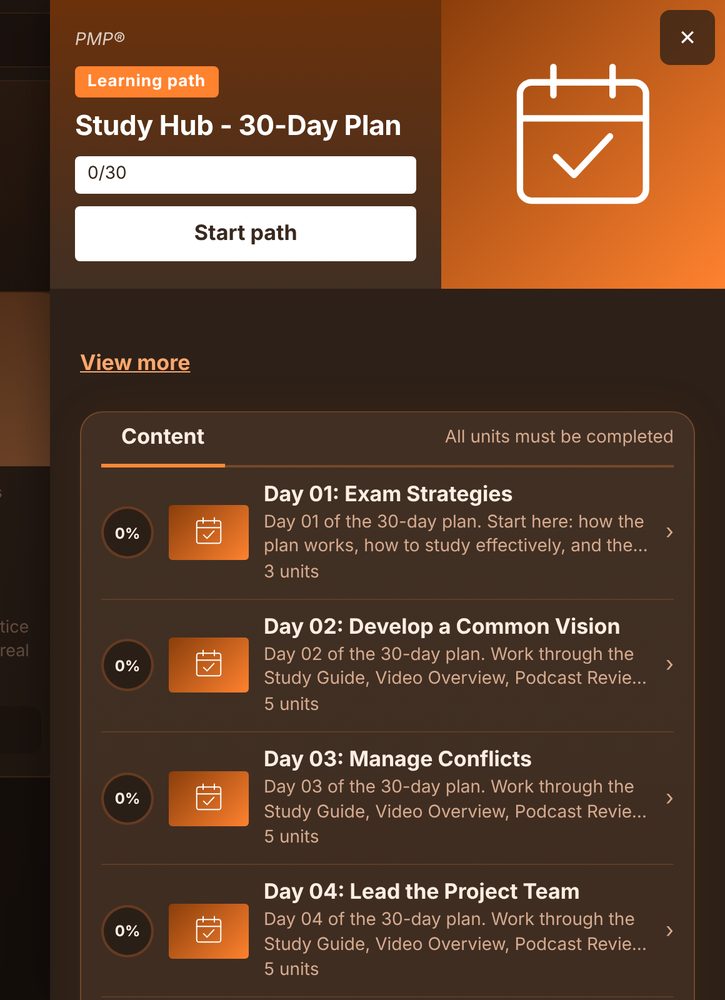 PMP®
Learning path
Study Hub - 30-Day Plan
0/30
Start path
View more
Content
All units must be completed
0%
Day 01: Exam Strategies
Day 01 of the 30-day plan. Start here: how the
plan works, how to study effectively, and the...
3 units
0%
Day 02: Develop a Common Vision
Day 02 of the 30-day plan. Work through the
Study Guide, Video Overview, Podcast Revie...
5 units
0%
Day 03: Manage Conflicts
Day 03 of the 30-day plan. Work through the
Study Guide, Video Overview, Podcast Revie...
5 units
0%
Day 04: Lead the Project Team
Day 04 of the 30-day plan. Work through the
Study Guide, Video Overview, Podcast Revie...
5 units
tice
real